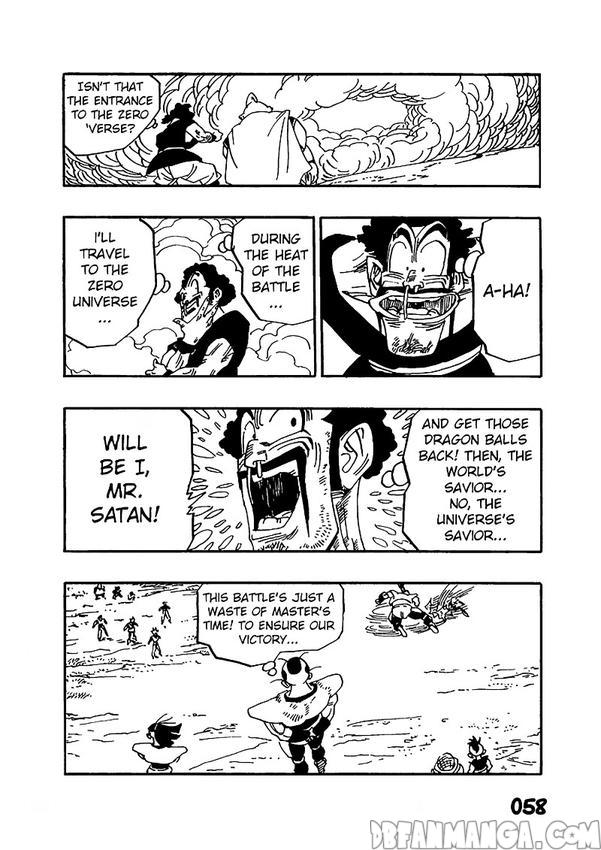 ISN'T THAT
THE ENTRANCE
TO THE ZERO
'VERSE?
A-HA!
DURING
THE HEAT
OF THE
BATTLE
...
I'LL
TRAVEL
TO THE
ZERO
UNIVERSE
...
AND GET THOSE
DRAGON BALLS
BACK! THEN, THE
WORLD'S
SAVIOR...
NO, THE
UNIVERSE'S
SAVIOR...
WILL
BE I,
MR.
SATAN!
THIS BATTLE'S JUST A
WASTE OF MASTER'S
TIME! TO ENSURE OUR
VICTORY...
058
DBFANMANGA.COM